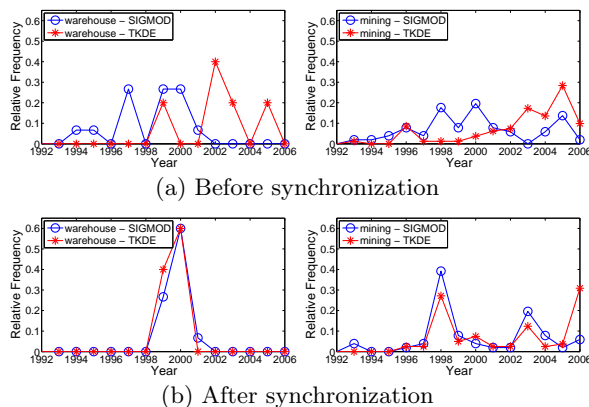 warehouse – SIGMOD
warehouse – TKDE
Relative Frequency
0.6
0.5
0.4
0.3
0.2
0.1
0
1992 1994 1996 1998 2000 2002 2004 2006
Year
mining – SIGMOD
mining – TKDE
Relative Frequency
0.6
0.5
0.4
0.3
0.2
0.1
0
1992 1994 1996 1998 2000 2002 2004 2006
Year
(a) Before synchronization
warehouse – SIGMOD
warehouse – TKDE
Relative Frequency
0.6
0.5
0.4
0.3
0.2
0.1
0
1992 1994 1996 1998 2000 2002 2004 2006
Year
mining – SIGMOD
mining – TKDE
Relative Frequency
0.6
0.5
0.4
0.3
0.2
0.1
0
1992 1994 1996 1998 2000 2002 2004 2006
Year
(b) After synchronization